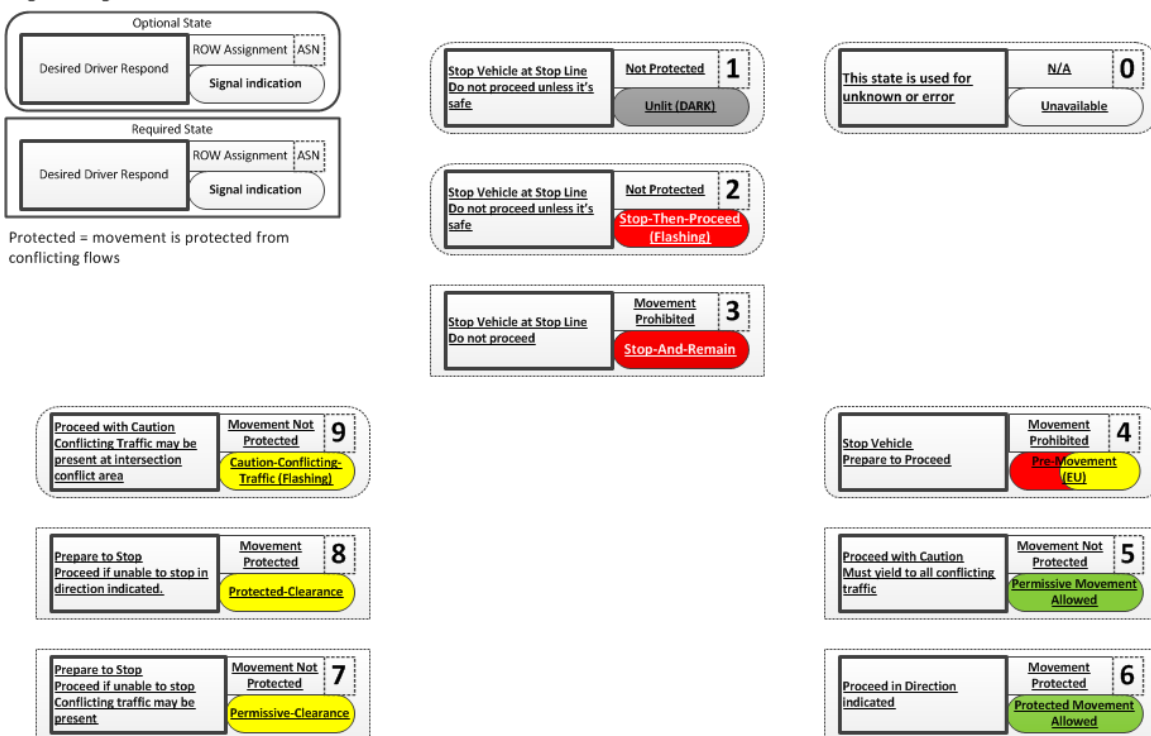 Optional State
Desired Driver Respond
ROW Assignment
ASN
Signal indication
Required State
Desired Driver Respond
ROW Assignment
ASN
Signal indication
Protected = movement is protected from
conflicting flows
Stop Vehicle at Stop Line
Do not proceed unless it's
safe
Not Protected
1
Unlit (DARK)
This state is used for
unknown or error
N/A
0
Unavailable
Stop Vehicle at Stop Line
Do not proceed unless it's
safe
Not Protected
2
Stop-Then-Proceed
(Flashing)
Stop Vehicle at Stop Line
Do not proceed
Movement
Prohibited
3
Stop-And-Remain
Proceed with Caution
Conflicting Traffic may be
present at intersection
conflict area
Movement Not
Protected
9
Caution-Conflicting-
Traffic (Flashing)
Stop Vehicle
Prepare to Proceed
Movement
Prohibited
4
Pre-Movement
(EU)
Prepare to Stop
Proceed if unable to stop in
direction indicated.
Movement
Protected
8
Protected-Clearance
Proceed with Caution
Must yield to all conflicting
traffic
Movement Not
Protected
5
Permissive Movement
Allowed
Prepare to Stop
Proceed if unable to stop
Conflicting traffic may be
present
Movement Not
Protected
7
Permissive-Clearance
Proceed in Direction
indicated
Movement
Protected
6
Protected Movement
Allowed